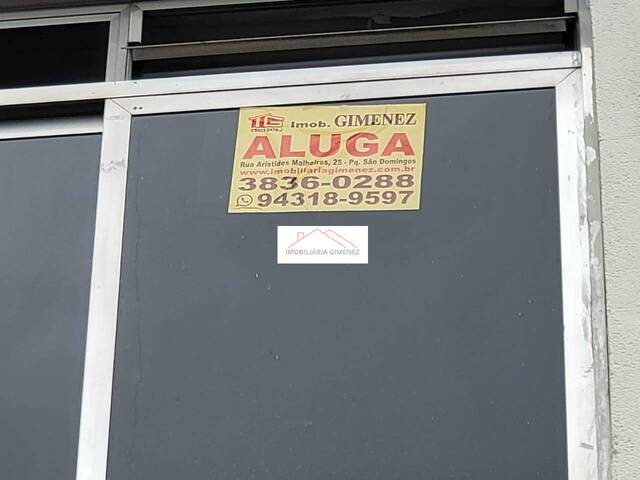 Imob. GIMENEZ
ALUGA
Rua Aristides Malheiros, 25 - Pq. São Domingos
www.imobiliariagimenez.com.br
3836-0288
94318-9597
IMOBILIÁRIA GIMENEZ